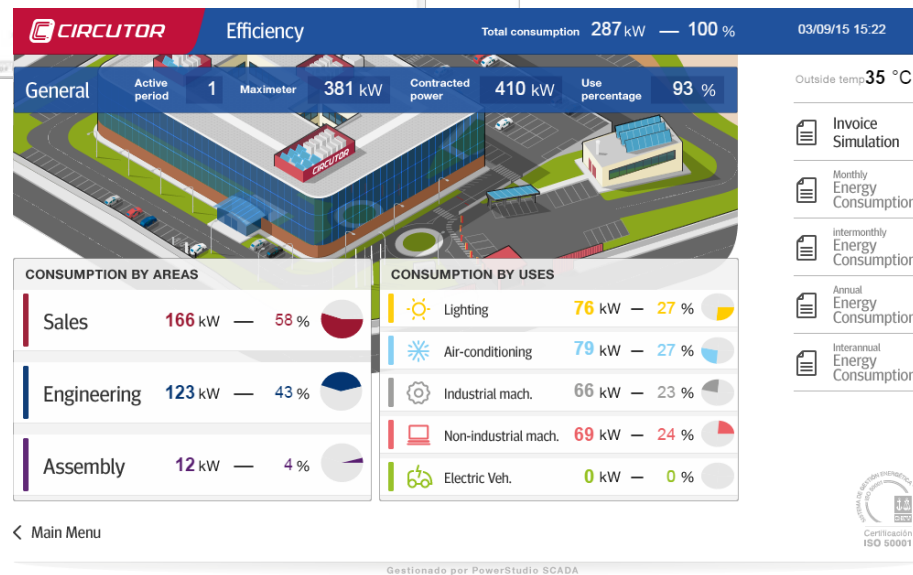 CIRCUTOR
Efficiency
Total consumption 287 kW — 100 %
03/09/15 15:22
General
Active period 1
Maximeter 381 kW
Contracted power 410 kW
Use percentage 93 %
Outside temp 35 °C
CIRCUTOR
Invoice
Simulation
Monthly
Energy
Consumption
intermonthly
Energy
Consumption
Annual
Energy
Consumption
Interannual
Energy
Consumption
CONSUMPTION BY AREAS
Sales 166 kW — 58 %
Engineering 123 kW — 43 %
Assembly 12 kW — 4 %
CONSUMPTION BY USES
Lighting 76 kW — 27 %
Air-conditioning 79 kW — 27 %
Industrial mach. 66 kW — 23 %
Non-industrial mach. 69 kW — 24 %
Electric Veh. 0 kW — 0 %
Main Menu
Certificación
ISO 50001
Gestionado por PowerStudio SCADA